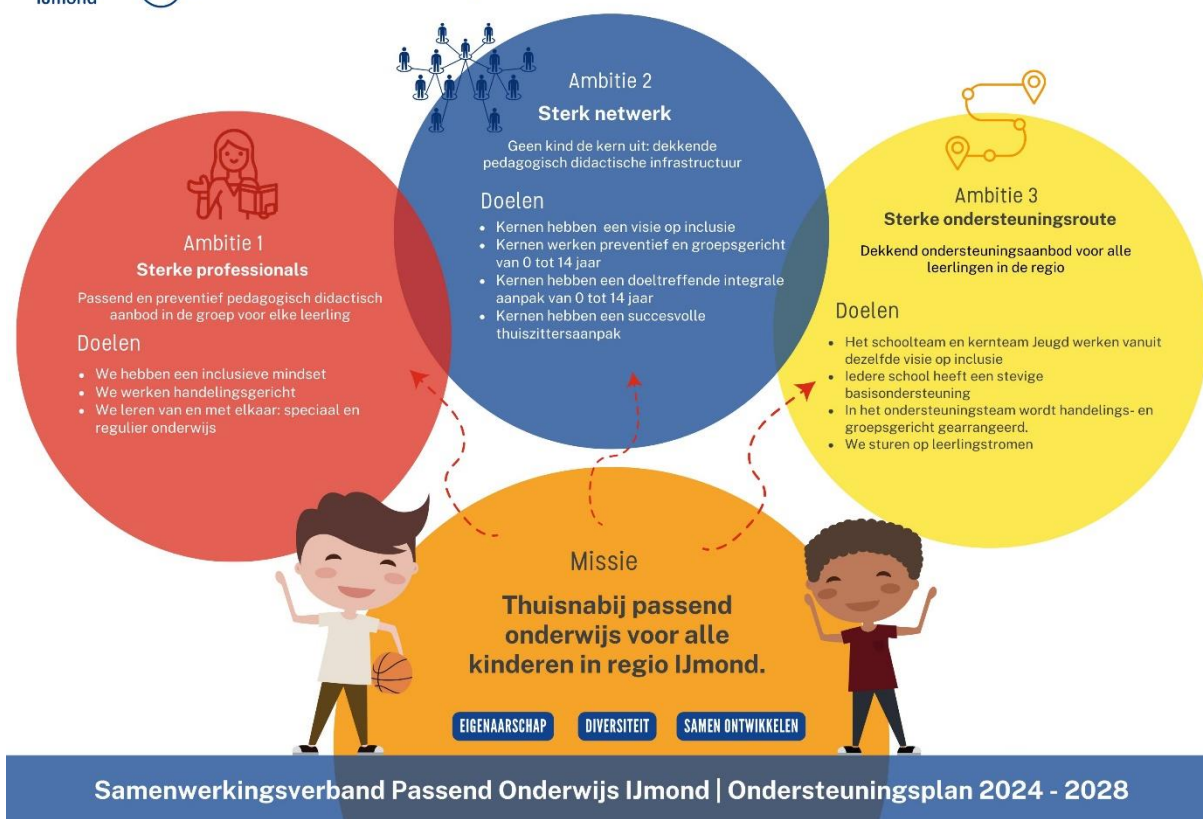 IJmond
Ambitie 1
Sterke professionals
Passend en preventief pedagogisch didactisch
aanbod in de groep voor elke leerling
Doelen
• We hebben een inclusieve mindset
• We werken handelingsgericht
• We leren van en met elkaar: speciaal en
regulier onderwijs
Ambitie 2
Sterk netwerk
Geen kind de kern uit: dekkende
pedagogisch didactische infrastructuur
Doelen
• Kernen hebben een visie op inclusie
• Kernen werken preventief en groepsgericht
van 0 tot 14 jaar
• Kernen hebben een doeltreffende integrale
aanpak van 0 tot 14 jaar
• Kernen hebben een succesvolle
thuiszittersaanpak
Ambitie 3
Sterke ondersteuningsroute
Dekkend ondersteuningsaanbod voor alle
leerlingen in de regio
Doelen
• Het schoolteam en kernteam Jeugd werken vanuit
dezelfde visie op inclusie
• Iedere school heeft een stevige
basisondersteuning
• In het ondersteuningsteam wordt handelings- en
groepsgericht gearrangeerd.
• We sturen op leerlingstromen
Missie
Thuisnabij passend
onderwijs voor alle
kinderen in regio IJmond.
EIGENAARSCHAP
DIVERSITEIT
SAMEN ONTWIKKELEN
Samenwerkingsverband Passend Onderwijs IJmond | Ondersteuningsplan 2024 - 2028